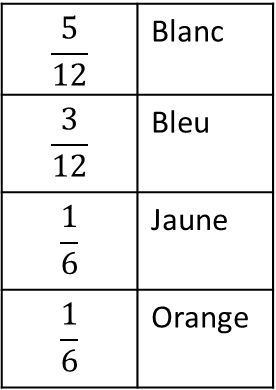 5/12 Blanc
3/12 Bleu
1/6 Jaune
1/6 Orange